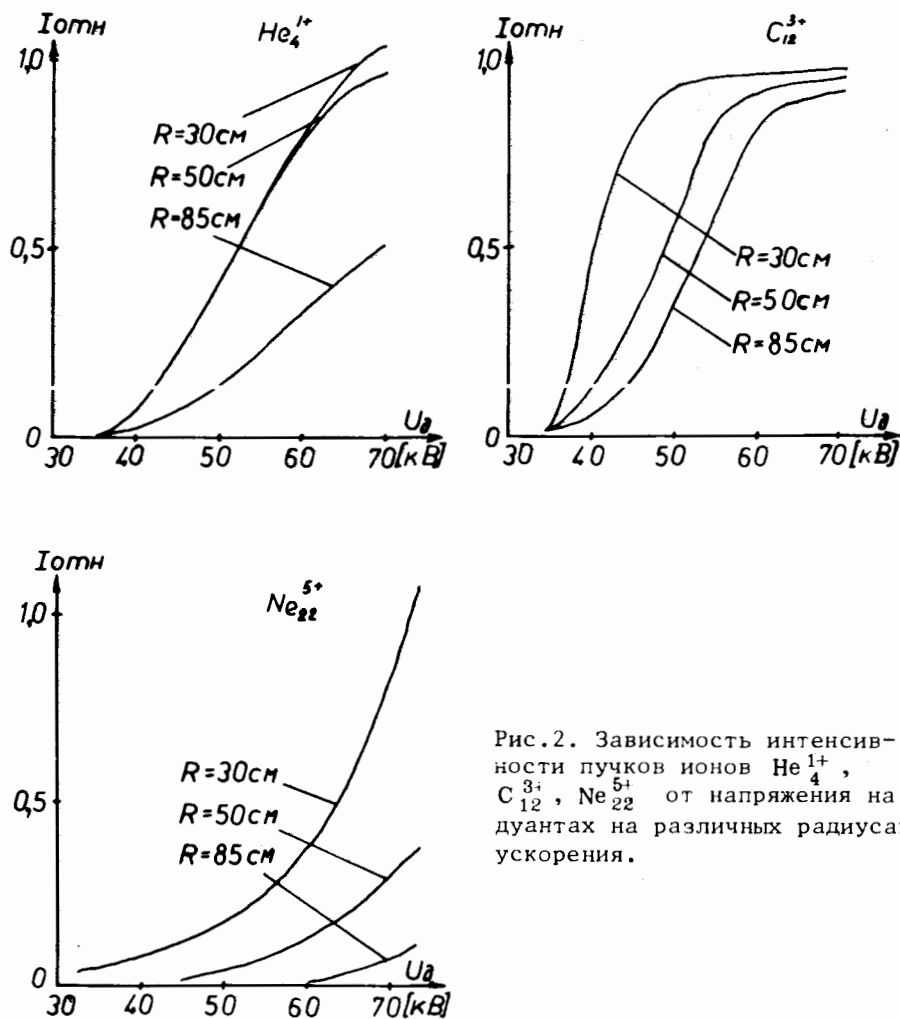 Iотн
He₄¹⁺
1,0
R=30см
R=50см
R=85см
0,5
0
Uд
30 40 50 60 70[кВ]
Iотн
C₁₂³⁺
1,0
0,5
R=30см
R=50см
R=85см
0
Uд
30 40 50 60 70[кВ]
Iотн
Ne₂₂⁵⁺
1,0
0,5
R=30см
R=50см
R=85см
0
Uд
30 40 50 60 70[кВ]
Рис.2. Зависимость интенсив-
ности пучков ионов He₄¹⁺,
C₁₂³⁺, Ne₂₂⁵⁺ от напряжения на
дуантах на различных радиуса
ускорения.